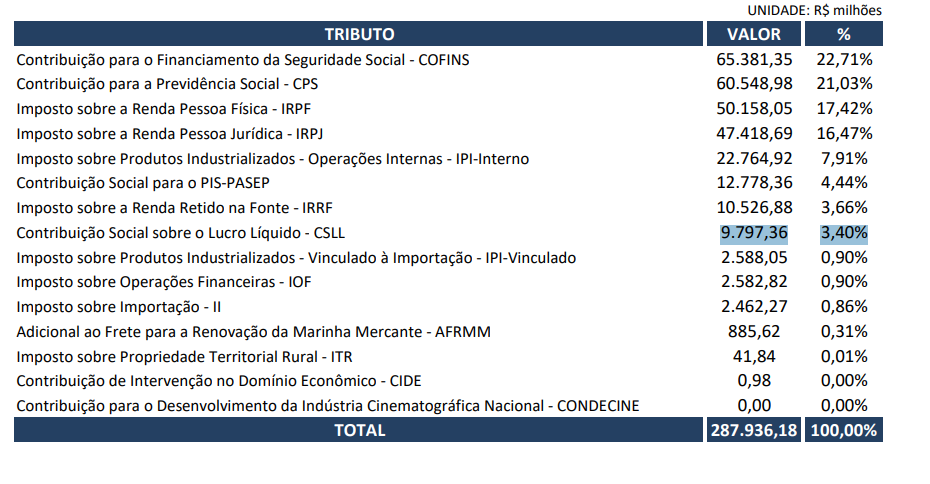 UNIDADE: R$ milhões
TRIBUTO VALOR %
Contribuição para o Financiamento da Seguridade Social - COFINS 65.381,35 22,71%
Contribuição para a Previdência Social - CPS 60.548,98 21,03%
Imposto sobre a Renda Pessoa Física - IRPF 50.158,05 17,42%
Imposto sobre a Renda Pessoa Jurídica - IRPJ 47.418,69 16,47%
Imposto sobre Produtos Industrializados - Operações Internas - IPI-Interno 22.764,92 7,91%
Contribuição Social para o PIS-PASEP 12.778,36 4,44%
Imposto sobre a Renda Retido na Fonte - IRRF 10.526,88 3,66%
Contribuição Social sobre o Lucro Líquido - CSLL 9.797,36 3,40%
Imposto sobre Produtos Industrializados - Vinculado à Importação - IPI-Vinculado 2.588,05 0,90%
Imposto sobre Operações Financeiras - IOF 2.582,82 0,90%
Imposto sobre Importação - II 2.462,27 0,86%
Adicional ao Frete para a Renovação da Marinha Mercante - AFRMM 885,62 0,31%
Imposto sobre Propriedade Territorial Rural - ITR 41,84 0,01%
Contribuição de Intervenção no Domínio Econômico - CIDE 0,98 0,00%
Contribuição para o Desenvolvimento da Indústria Cinematográfica Nacional - CONDECINE 0,00 0,00%
TOTAL 287.936,18 100,00%